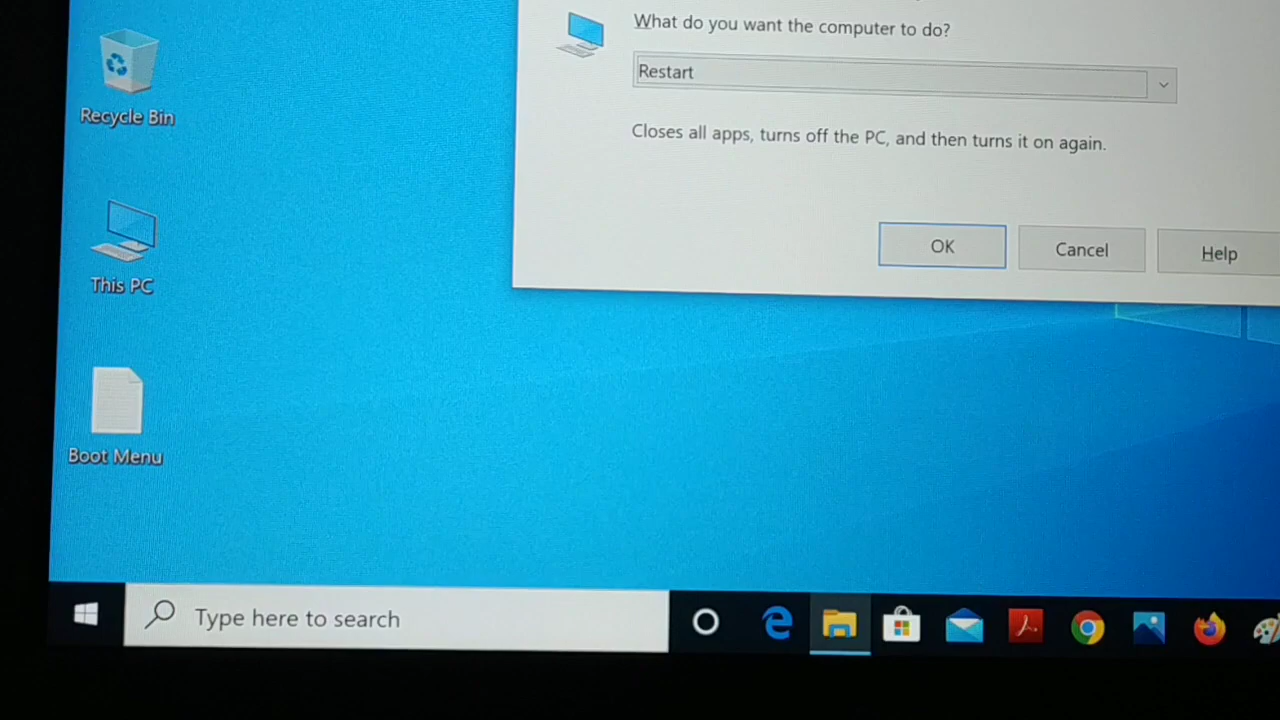 What do you want the computer to do?
Restart
Closes all apps, turns off the PC, and then turns it on again.
OK
Cancel
Help
Recycle Bin
This PC
Boot Menu
Type here to search